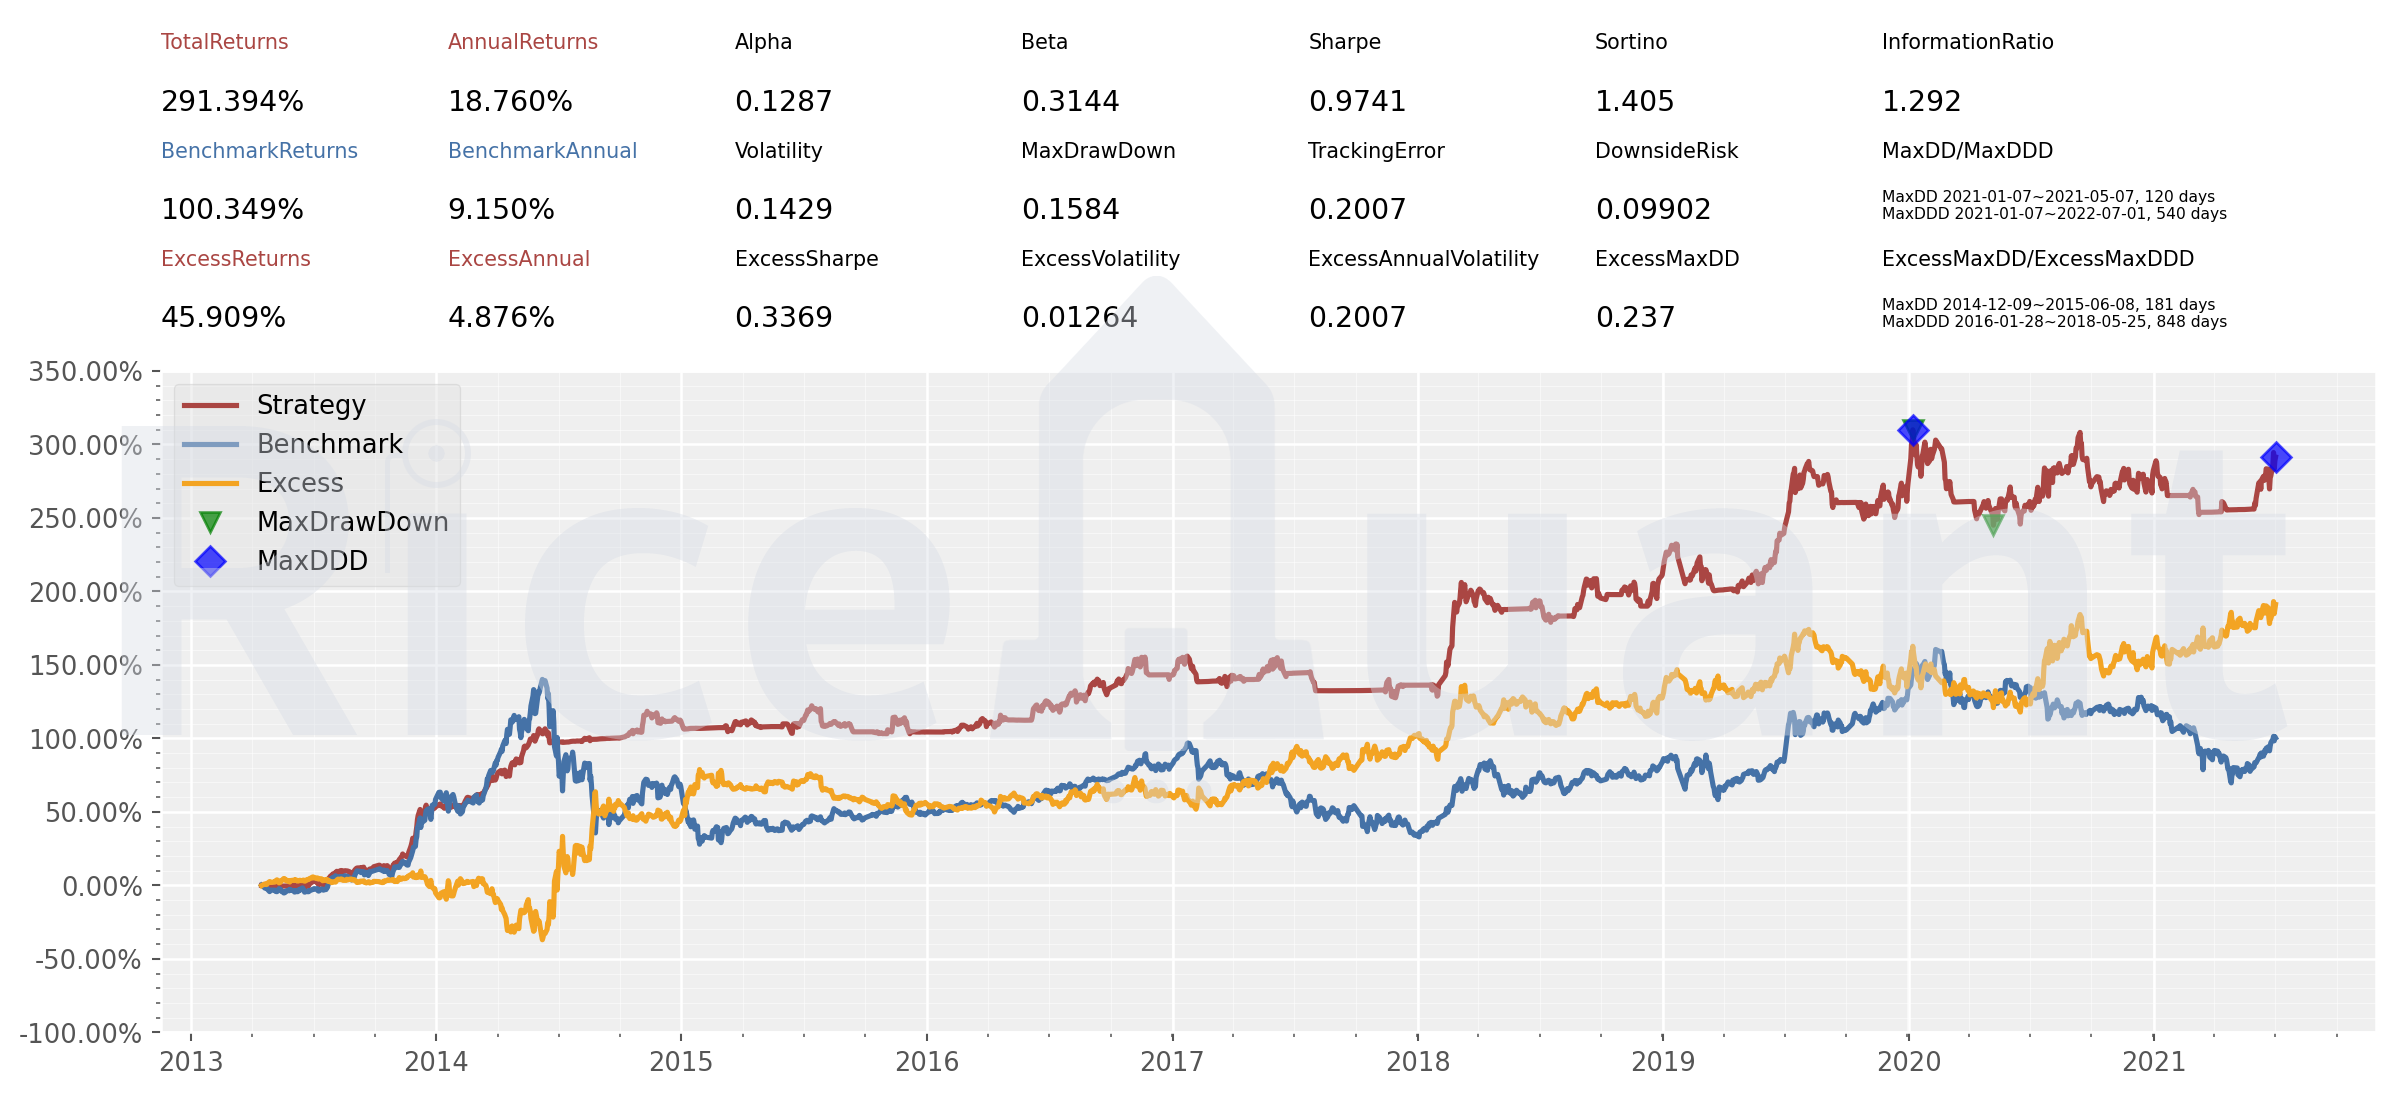 TotalReturns AnnualReturns Alpha Beta Sharpe Sortino InformationRatio
291.394% 18.760% 0.1287 0.3144 0.9741 1.405 1.292
BenchmarkReturns BenchmarkAnnual Volatility MaxDrawDown TrackingError DownsideRisk MaxDD/MaxDDD
100.349% 9.150% 0.1429 0.1584 0.2007 0.09902 MaxDD 2021-01-07~2021-05-07, 120 days
MaxDDD 2021-01-07~2022-07-01, 540 days
ExcessReturns ExcessAnnual ExcessSharpe ExcessVolatility ExcessAnnualVolatility ExcessMaxDD ExcessMaxDD/ExcessMaxDDD
45.909% 4.876% 0.3369 0.01264 0.2007 0.237 MaxDD 2014-12-09~2015-06-08, 181 days
MaxDDD 2016-01-28~2018-05-25, 848 days
350.00%
300.00%
250.00%
200.00%
150.00%
100.00%
50.00%
0.00%
-50.00%
-100.00%
Strategy
Benchmark
Excess
MaxDrawDown
MaxDDD
RiceQuant
2013 2014 2015 2016 2017 2018 2019 2020 2021